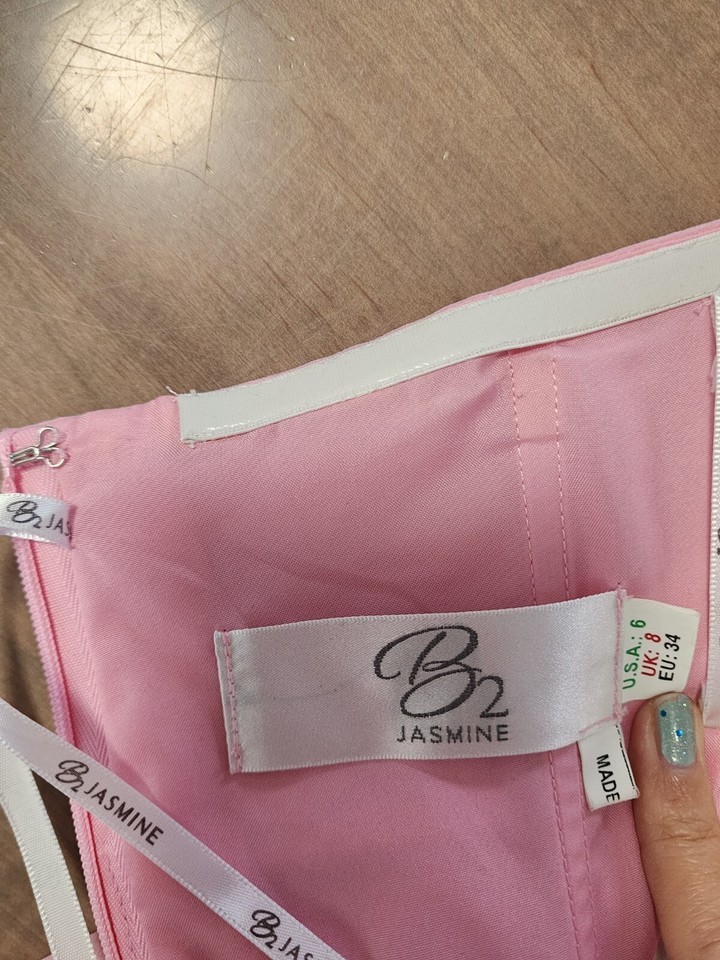 B2 JAS
B2
JASMINE
U.S.A.: 6
UK: 8
EU: 34
MADE
B2 JASMINE
B2 JAS